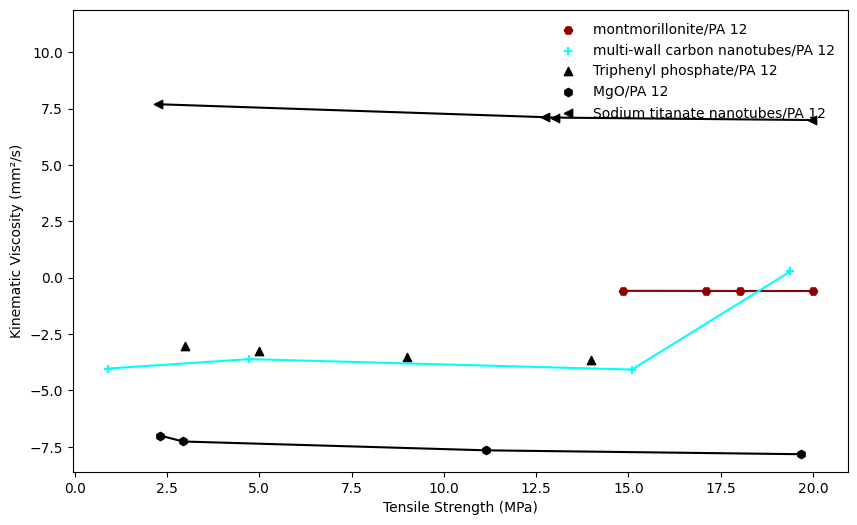 montmorillonite/PA 12
multi-wall carbon nanotubes/PA 12
Triphenyl phosphate/PA 12
MgO/PA 12
Sodium titanate nanotubes/PA 12
Kinematic Viscosity (mm²/s)
10.0
7.5
5.0
2.5
0.0
−2.5
−5.0
−7.5
0.0 2.5 5.0 7.5 10.0 12.5 15.0 17.5 20.0
Tensile Strength (MPa)